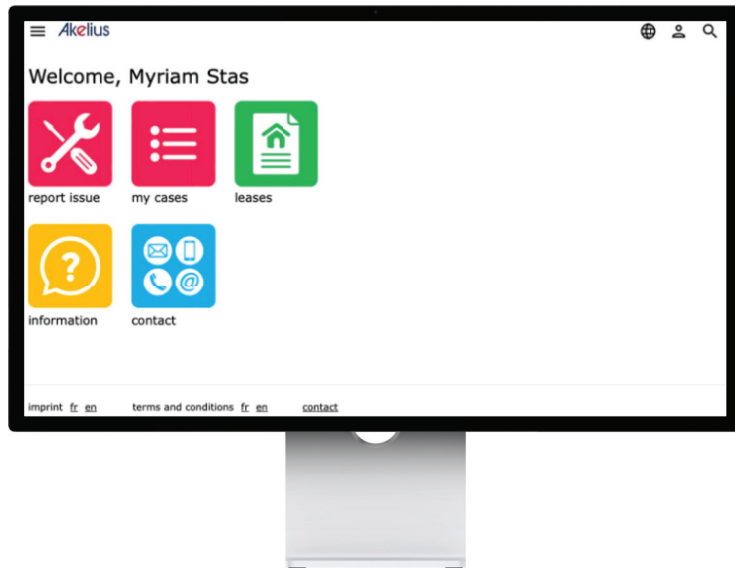 Akelius
Welcome, Myriam Stas
report issue
my cases
leases
?
@
information
contact
imprint fr en
terms and conditions fr en
contact